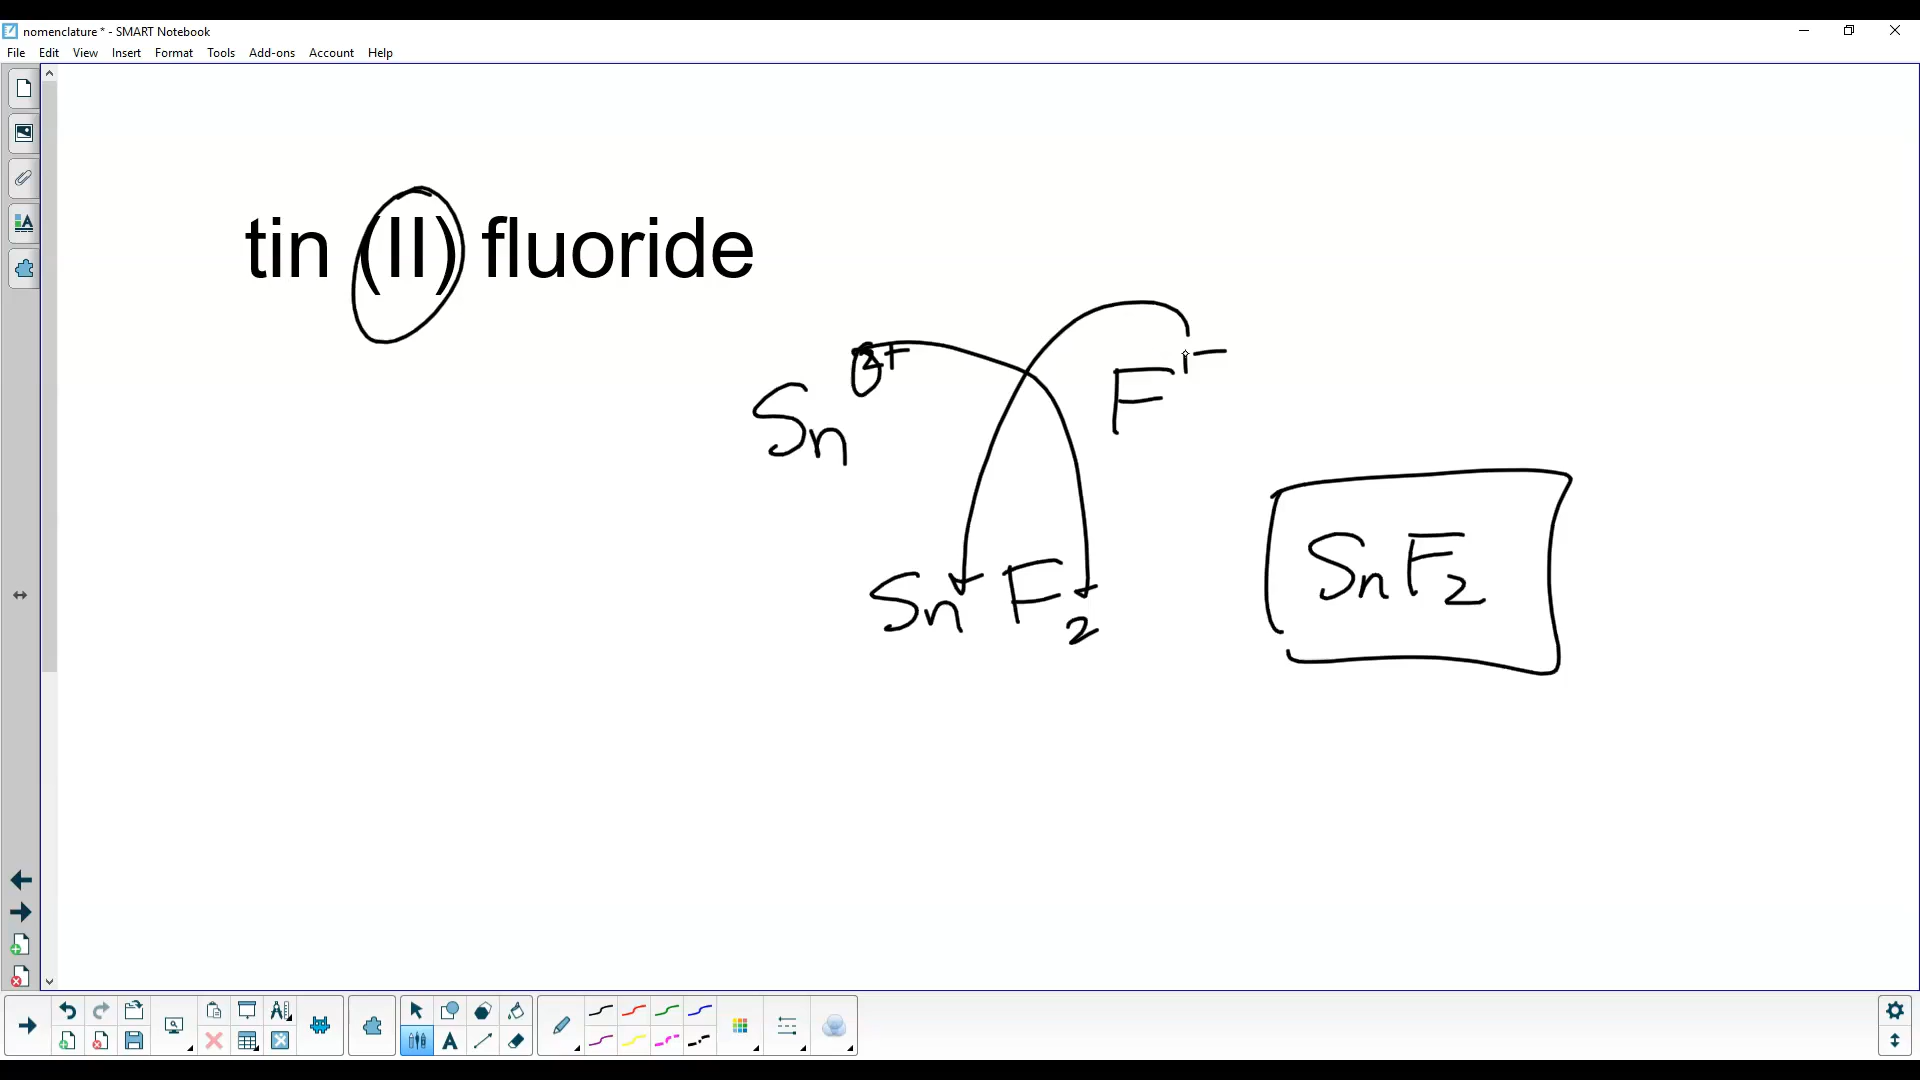 nomenclature * - SMART Notebook
File Edit View Insert Format Tools Add-ons Account Help
tin (II) fluoride
Sn²⁺ F¹⁻
SnF₂
SnF₂